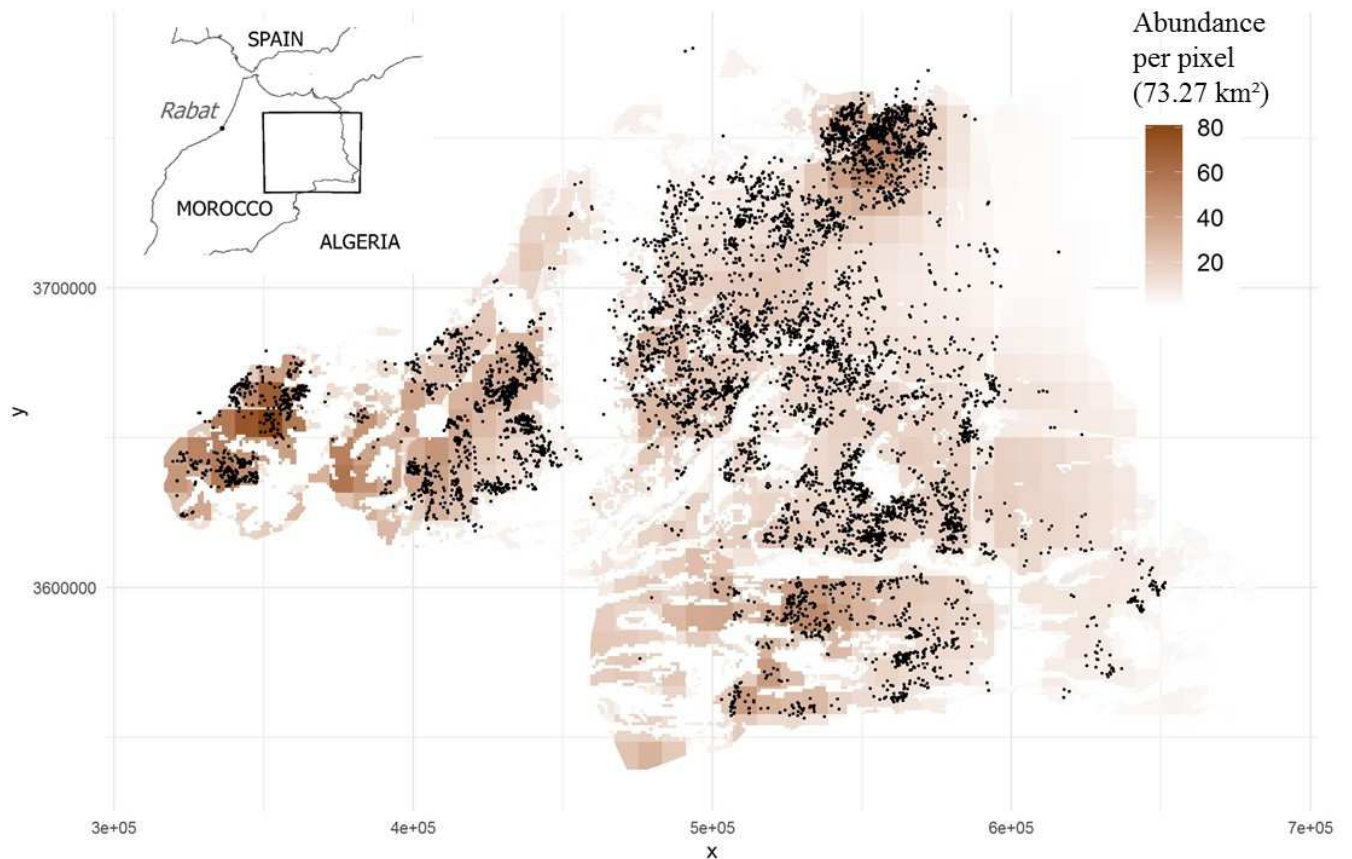 SPAIN
Rabat
MOROCCO
ALGERIA
Abundance
per pixel
(73.27 km²)
80
60
40
20
3700000
y
3600000
3e+05
4e+05
5e+05
6e+05
7e+05
x